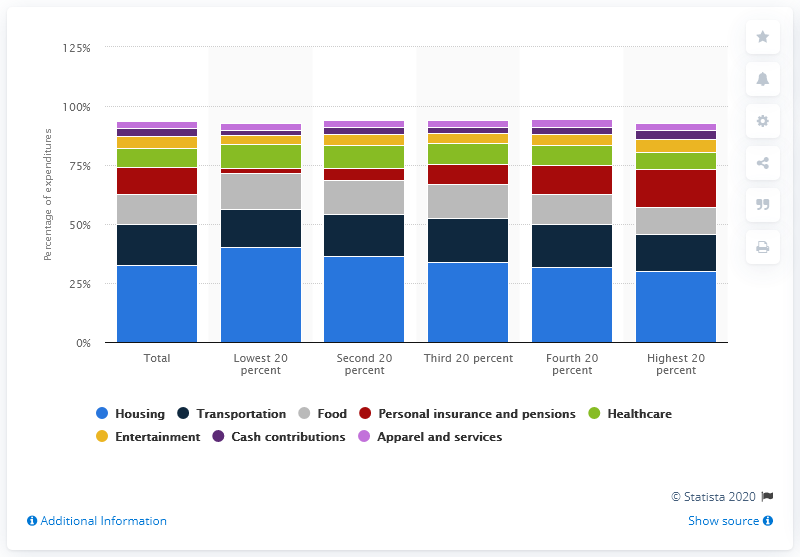 125%
100%
75%
50%
25%
0%
Percentage of expenditures
Total
Lowest 20
percent
Second 20
percent
Third 20 percent
Fourth 20
percent
Highest 20
percent
Housing
Transportation
Food
Personal insurance and pensions
Healthcare
Entertainment
Cash contributions
Apparel and services
© Statista 2020
Additional Information
Show source